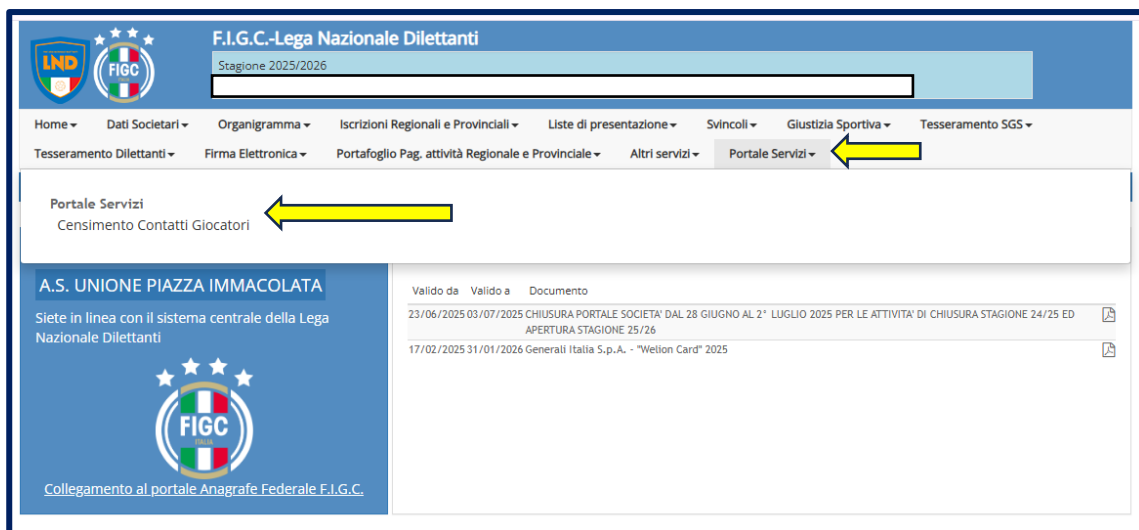 LND
FIGC
ITALIA
F.I.G.C.-Lega Nazionale Dilettanti
Stagione 2025/2026
Home Dati Societari Organigramma Iscrizioni Regionali e Provinciali Liste di presentazione Svincoli Giustizia Sportiva Tesseramento SGS
Tesseramento Dilettanti Firma Elettronica Portafoglio Pag. attività Regionale e Provinciale Altri servizi Portale Servizi
Portale Servizi
Censimento Contatti Giocatori
A.S. UNIONE PIAZZA IMMACOLATA
Siete in linea con il sistema centrale della Lega
Nazionale Dilettanti
FIGC
ITALIA
Collegamento al portale Anagrafe Federale F.I.G.C.
Valido da Valido a Documento
23/06/2025 03/07/2025 CHIUSURA PORTALE SOCIETA' DAL 28 GIUGNO AL 2° LUGLIO 2025 PER LE ATTIVITA' DI CHIUSURA STAGIONE 24/25 ED
APERTURA STAGIONE 25/26
17/02/2025 31/01/2026 Generali Italia S.p.A. - "Welion Card" 2025